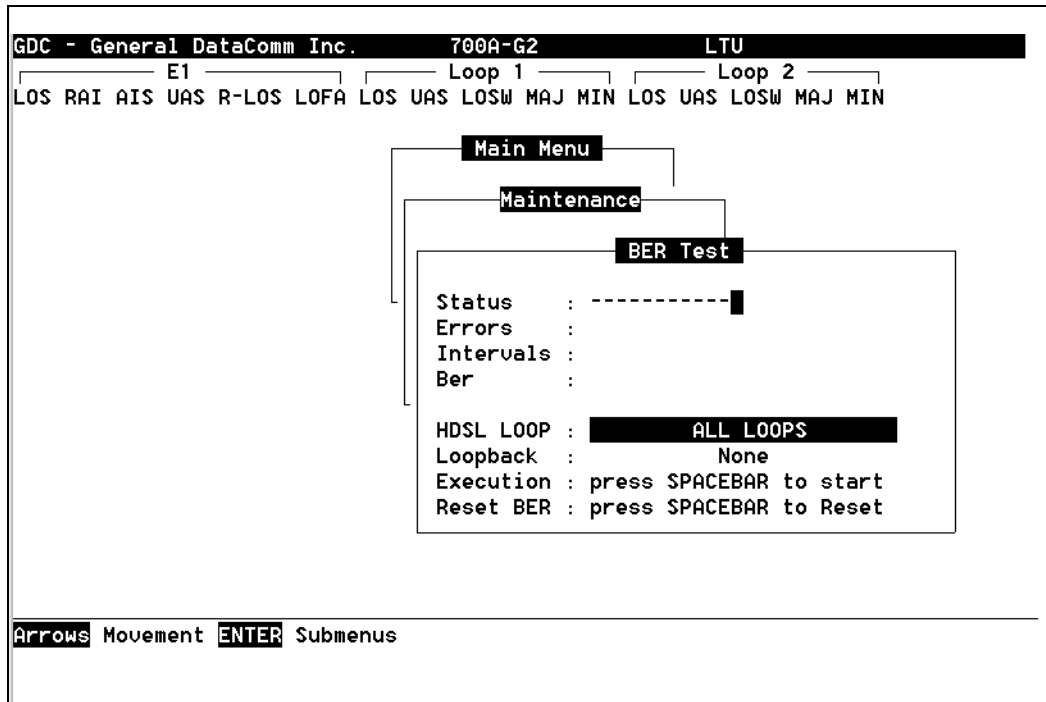 GDC - General DataComm Inc. 700A-G2 LTU
E1 Loop 1 Loop 2
LOS RAI AIS UAS R-LOS LOFA LOS UAS LOSW MAJ MIN LOS UAS LOSW MAJ MIN
Main Menu
Maintenance
BER Test
Status : -----------
Errors :
Intervals :
Ber :
HDSL LOOP : ALL LOOPS
Loopback : None
Execution : press SPACEBAR to start
Reset BER : press SPACEBAR to Reset
Arrows Movement ENTER Submenus